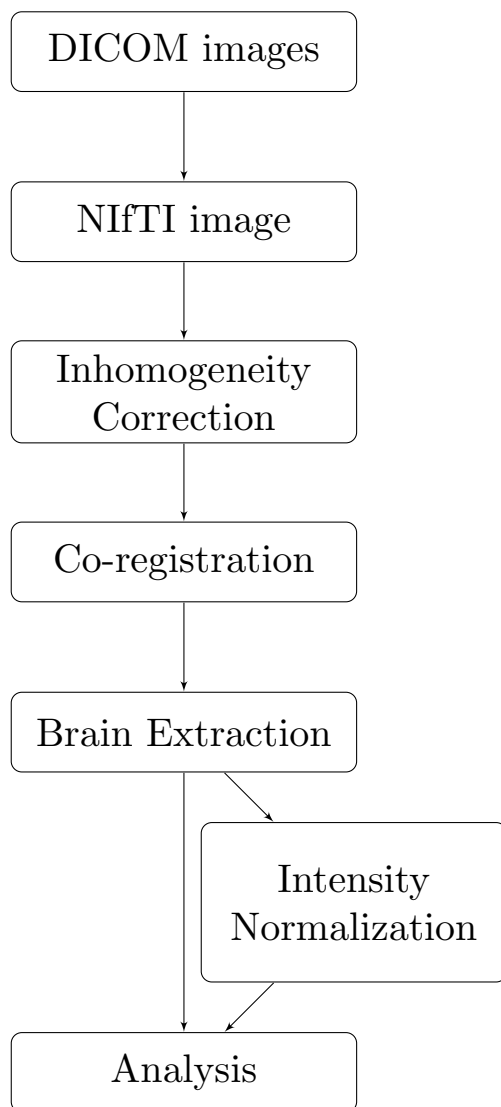 DICOM images
NIfTI image
Inhomogeneity
Correction
Co-registration
Brain Extraction
Intensity
Normalization
Analysis